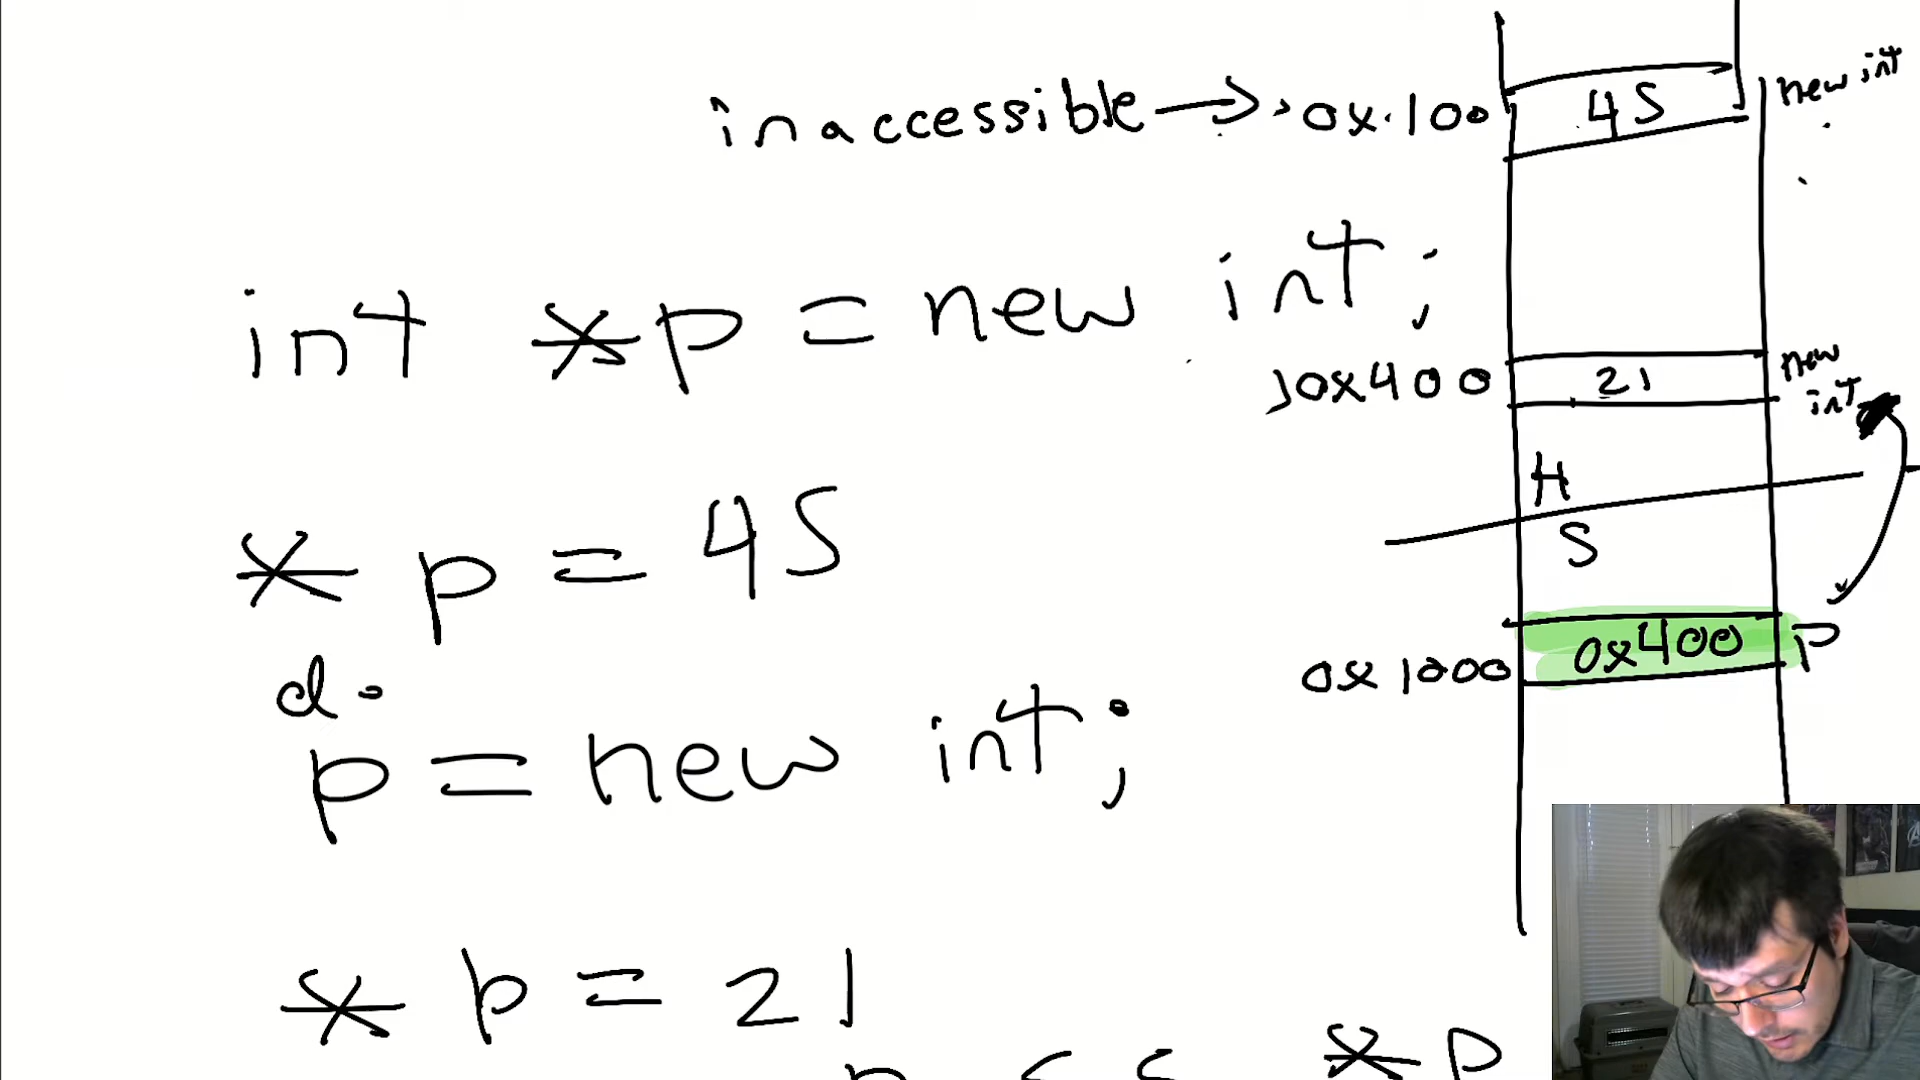 inaccessible → 0x100 45 new int
int *p = new int;
0x400 21 new int
H
S
*p = 45
0x1000 0x400 P
d.
p = new int;
*p = 21
*p